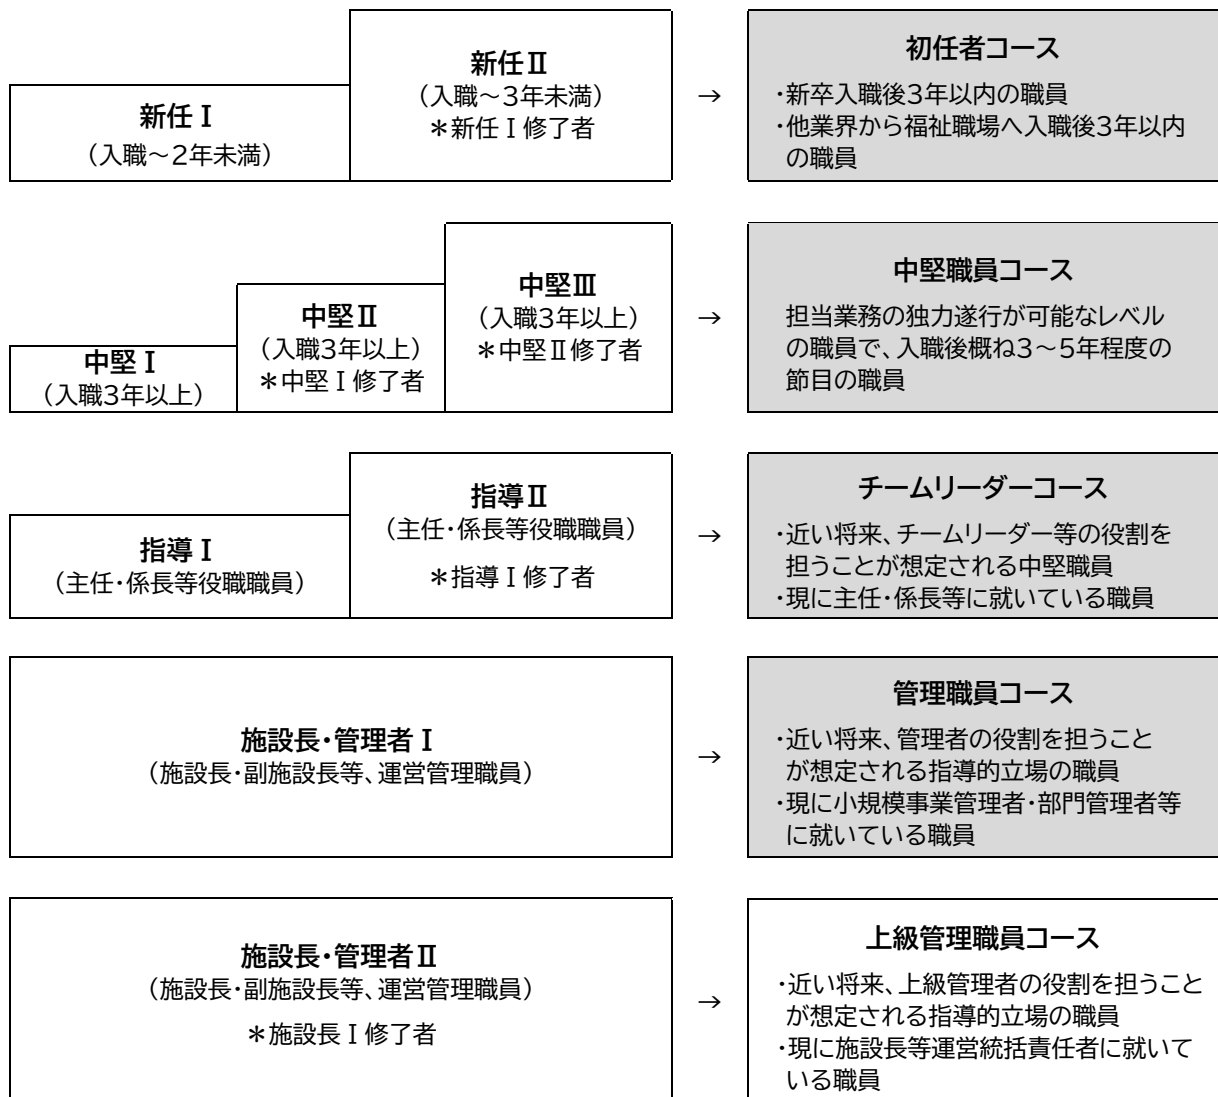 新任Ⅰ
（入職～2年未満）
新任Ⅱ
（入職～3年未満）
＊新任Ⅰ修了者
→
初任者コース
・新卒入職後3年以内の職員
・他業界から福祉職場へ入職後3年以内
の職員
中堅Ⅰ
（入職3年以上）
中堅Ⅱ
（入職3年以上）
＊中堅Ⅰ修了者
中堅Ⅲ
（入職3年以上）
＊中堅Ⅱ修了者
→
中堅職員コース
担当業務の独力遂行が可能なレベル
の職員で、入職後概ね3～5年程度の
節目の職員
指導Ⅰ
（主任・係長等役職職員）
指導Ⅱ
（主任・係長等役職職員）
＊指導Ⅰ修了者
→
チームリーダーコース
・近い将来、チームリーダー等の役割を
担うことが想定される中堅職員
・現に主任・係長等に就いている職員
施設長・管理者Ⅰ
（施設長・副施設長等、運営管理職員）
→
管理職員コース
・近い将来、管理者の役割を担うこと
が想定される指導的立場の職員
・現に小規模事業管理者・部門管理者等
に就いている職員
施設長・管理者Ⅱ
（施設長・副施設長等、運営管理職員）
＊施設長Ⅰ修了者
→
上級管理職員コース
・近い将来、上級管理者の役割を担うこと
が想定される指導的立場の職員
・現に施設長等運営統括責任者に就いて
いる職員